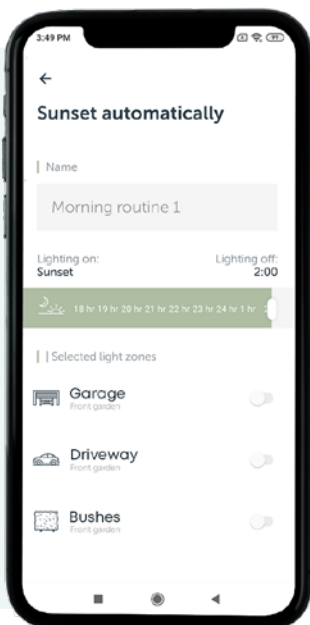 3:49 PM
Sunset automatically
Name
Morning routine 1
Lighting on:
Lighting off:
Sunset
2:00
18 hr 19 hr 20 hr 21 hr 22 hr 23 hr 24 hr 1 hr
Selected light zones
Garage
Front garden
Driveway
Front garden
Bushes
Front garden